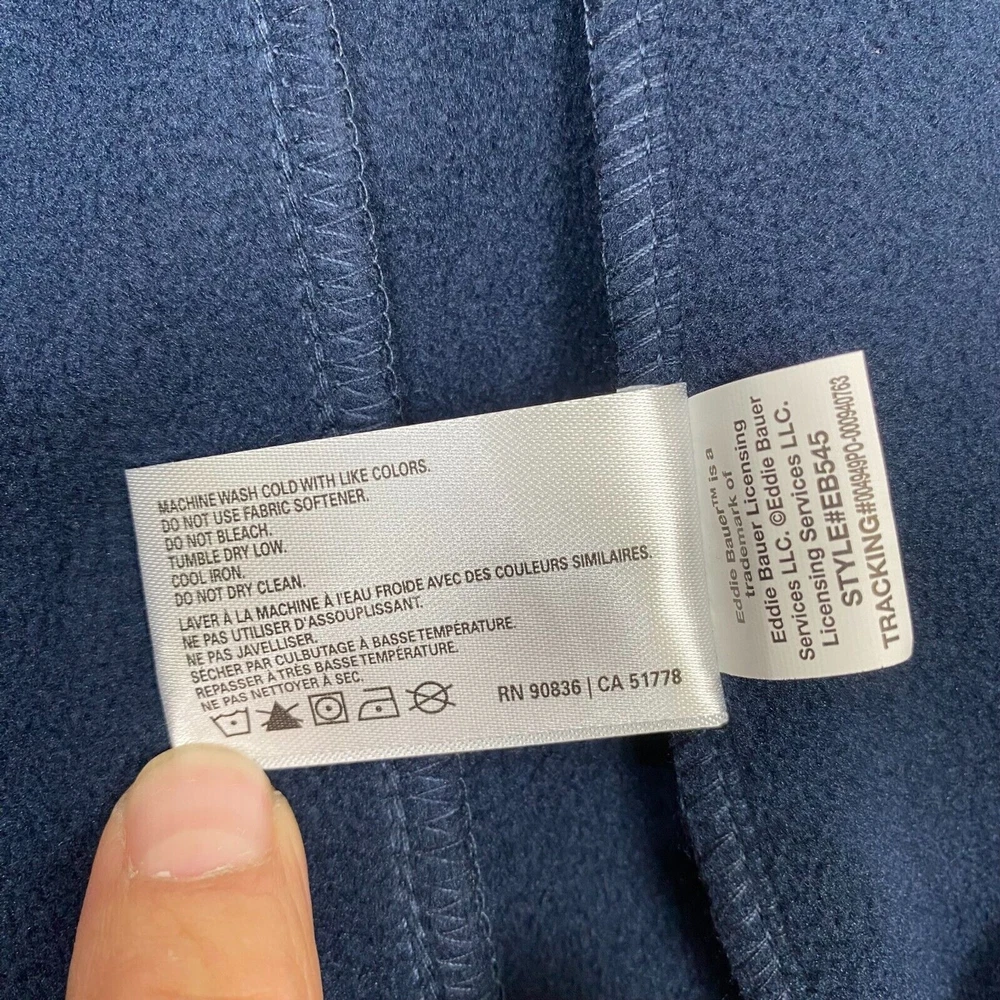 MACHINE WASH COLD WITH LIKE COLORS.
DO NOT USE FABRIC SOFTENER.
DO NOT BLEACH.
TUMBLE DRY LOW.
COOL IRON.
DO NOT DRY CLEAN.
LAVER À LA MACHINE À I'EAU FROIDE AVEC DES COULEURS SIMILAIRES.
NE PAS UTILISER D'ASSOUPLISSANT.
NE PAS JAVELLISER.
SÉCHER PAR CULBUTAGE À BASSE TEMPÉRATURE.
REPASSER À TRÈS BASSE TEMPÉRATURE.
NE PAS NETTOYER À SEC.
RN 90836 | CA 51778
Eddie Bauer™ is a
trademark of
Eddie Bauer Licensing
Services LLC. ©Eddie Bauer
Licensing Services LLC.
STYLE#EB545
TRACKING#004949PO-000940763